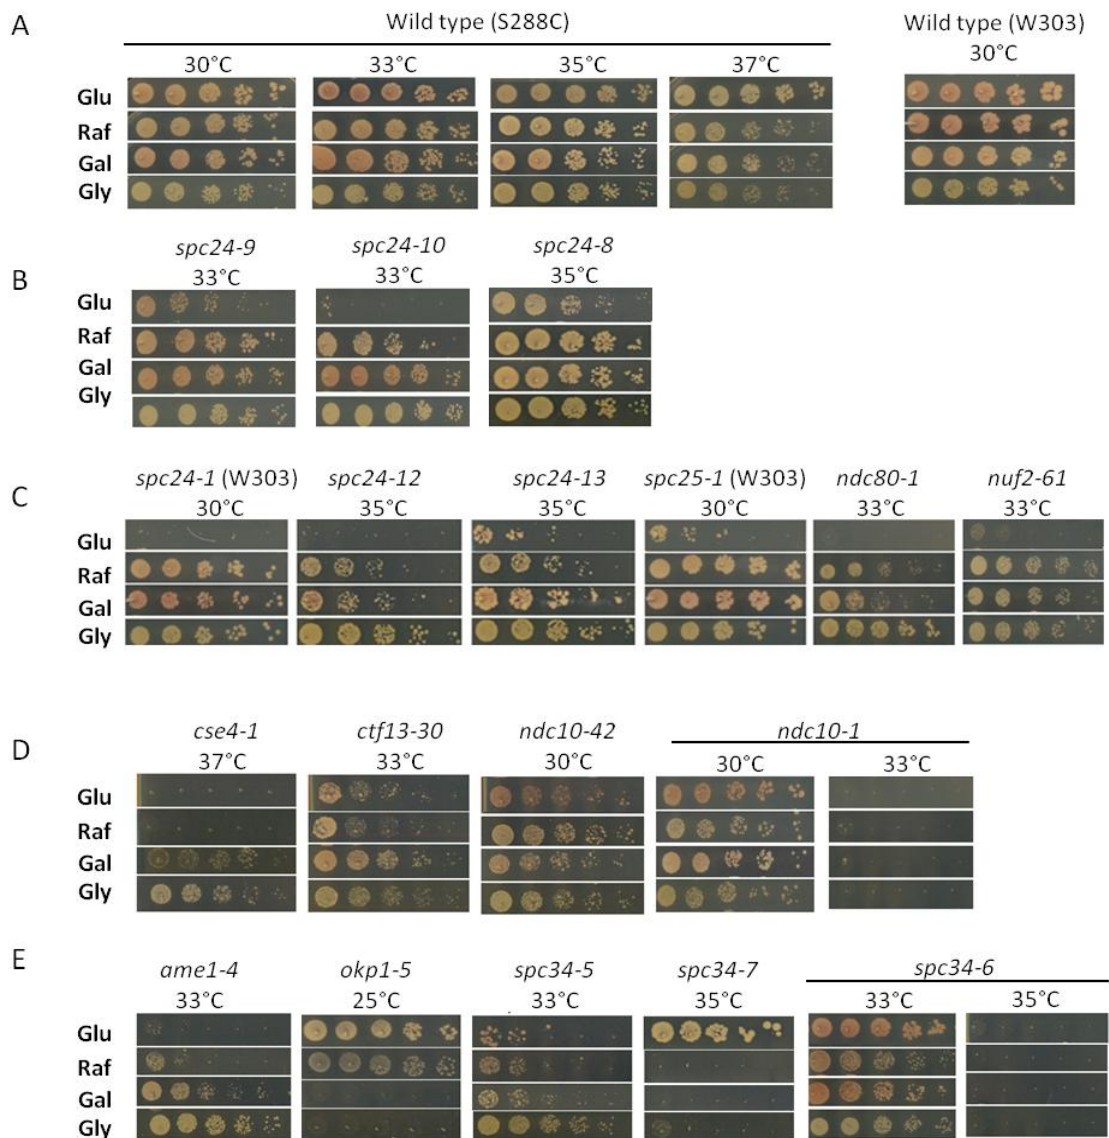 A
Wild type (S288C)
Wild type (W303)
30°C 33°C 35°C 37°C 30°C
Glu
Raf
Gal
Gly
B
spc24-9 spc24-10 spc24-8
33°C 33°C 35°C
Glu
Raf
Gal
Gly
C
spc24-1 (W303) spc24-12 spc24-13 spc25-1 (W303) ndc80-1 nuf2-61
30°C 35°C 35°C 30°C 33°C 33°C
Glu
Raf
Gal
Gly
D
cse4-1 ctf13-30 ndc10-42 ndc10-1
37°C 33°C 30°C 30°C 33°C
Glu
Raf
Gal
Gly
E
ame1-4 okp1-5 spc34-5 spc34-7 spc34-6
33°C 25°C 33°C 35°C 33°C 35°C
Glu
Raf
Gal
Gly